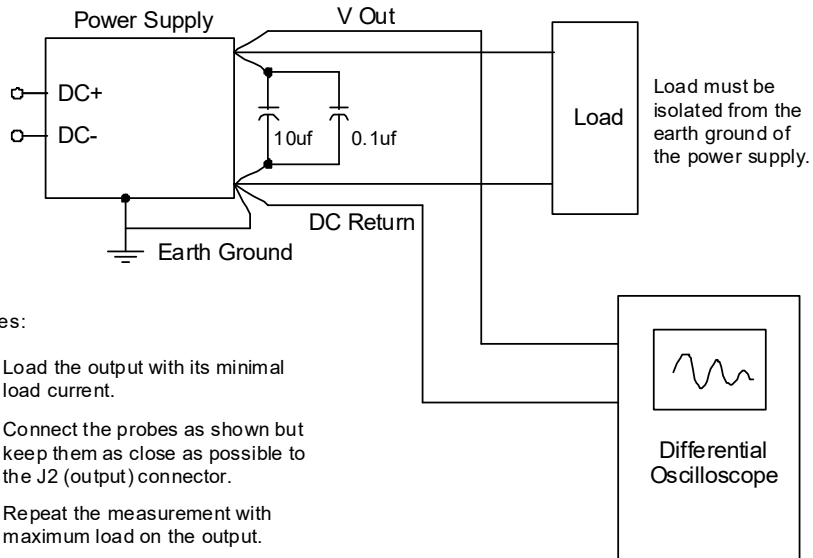 Power Supply
V Out
DC+
DC-
10uf
0.1uf
Load
Load must be
isolated from the
earth ground of
the power supply.
DC Return
Earth Ground
es:
Load the output with its minimal
load current.
Connect the probes as shown but
keep them as close as possible to
the J2 (output) connector.
Repeat the measurement with
maximum load on the output.
Differential
Oscilloscope